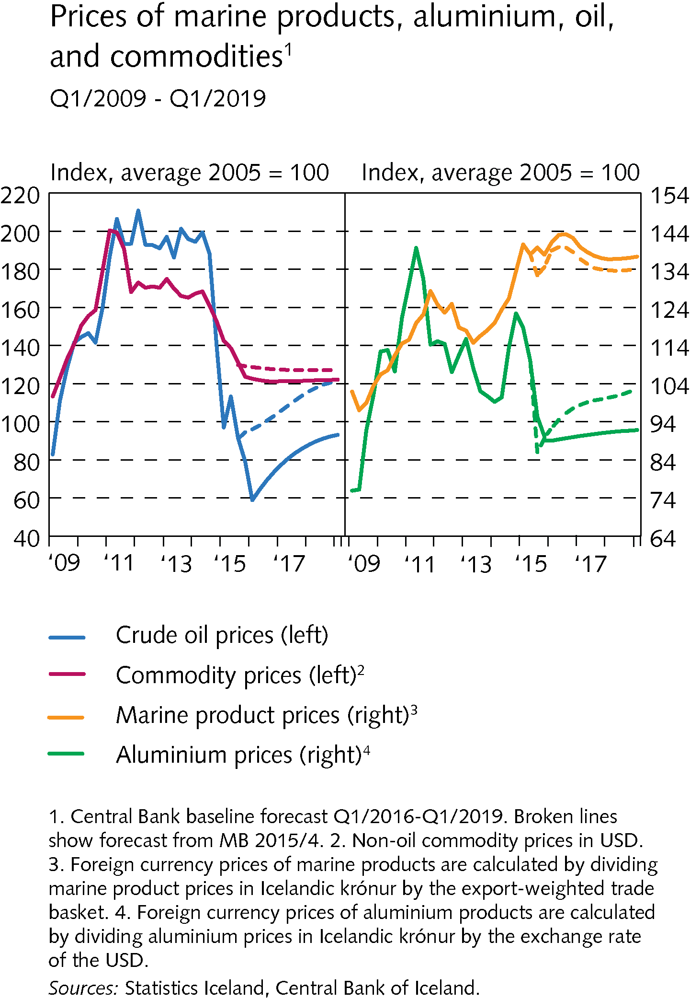 Prices of marine products, aluminium, oil,
and commodities¹
Q1/2009 - Q1/2019
Index, average 2005 = 100
Index, average 2005 = 100
220
200
180
160
140
120
100
80
60
40
154
144
134
124
114
104
94
84
74
64
‘09 ‘11 ‘13 ‘15 ‘17
‘09 ‘11 ‘13 ‘15 ‘17
Crude oil prices (left)
Commodity prices (left)²
Marine product prices (right)³
Aluminium prices (right)⁴
1. Central Bank baseline forecast Q1/2016-Q1/2019. Broken lines
show forecast from MB 2015/4. 2. Non-oil commodity prices in USD.
3. Foreign currency prices of marine products are calculated by dividing
marine product prices in Icelandic krónur by the export-weighted trade
basket. 4. Foreign currency prices of aluminium products are calculated
by dividing aluminium prices in Icelandic krónur by the exchange rate
of the USD.
Sources: Statistics Iceland, Central Bank of Iceland.